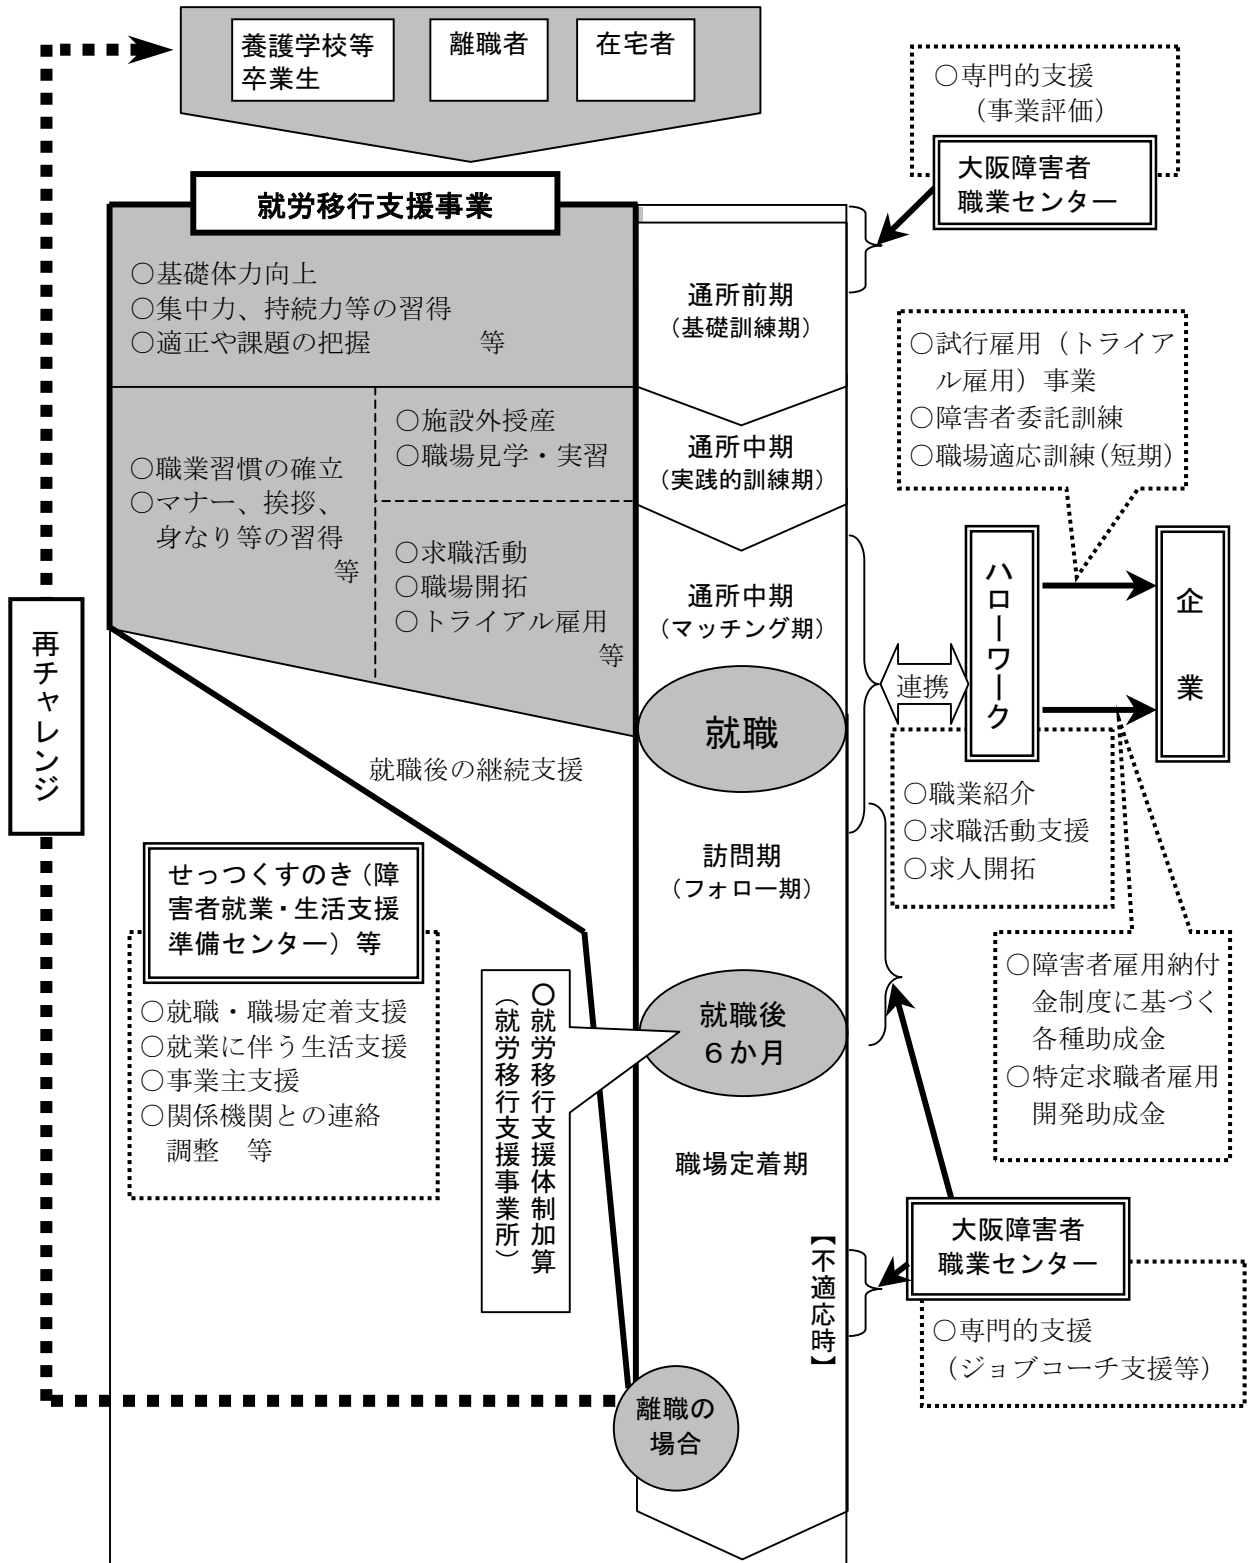 養護学校等
卒業生
離職者
在宅者
○専門的支援
（事業評価）
大阪障害者
職業センター
就労移行支援事業
○基礎体力向上
○集中力、持続力等の習得
○適正や課題の把握　　　　等
通所前期
（基礎訓練期）
○試行雇用（トライア
ル雇用）事業
○障害者委託訓練
○職場適応訓練（短期）
○職業習慣の確立
○マナー、挨拶、
身なり等の習得
等
○施設外授産
○職場見学・実習
○求職活動
○職場開拓
○トライアル雇用
等
通所中期
（実践的訓練期）
通所中期
（マッチング期）
連携
ハローワーク
企業
再チャレンジ
就職
就職後の継続支援
○職業紹介
○求職活動支援
○求人開拓
訪問期
（フォロー期）
せっつくすのき（障
害者就業・生活支援
準備センター）等
○就職・職場定着支援
○就業に伴う生活支援
○事業主支援
○関係機関との連絡
調整　等
○就労移行支援体制加算
（就労移行支援事業所）
就職後
６か月
○障害者雇用納付
金制度に基づく
各種助成金
○特定求職者雇用
開発助成金
職場定着期
【不適応時】
大阪障害者
職業センター
○専門的支援
（ジョブコーチ支援等）
離職の
場合